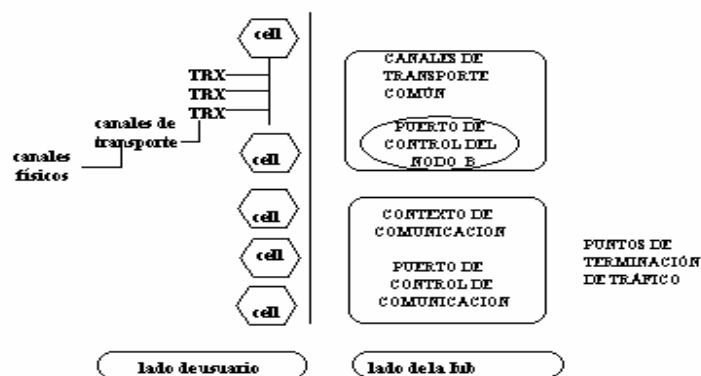 cell
TRX
TRX
TRX
canales de
transporte
canales
físicos
cell
cell
cell
cell
CANALES DE
TRANSPORTE
COMÚN
PUERTO DE
CONTROL DEL
NODO B
CONTEXTO DE
COMUNICACION
PUERTO DE
CONTROL DE
COMUNICACION
PUNTOS DE
TERMINACIÓN
DE TRÁFICO
lado de usuario
lado de la Iub